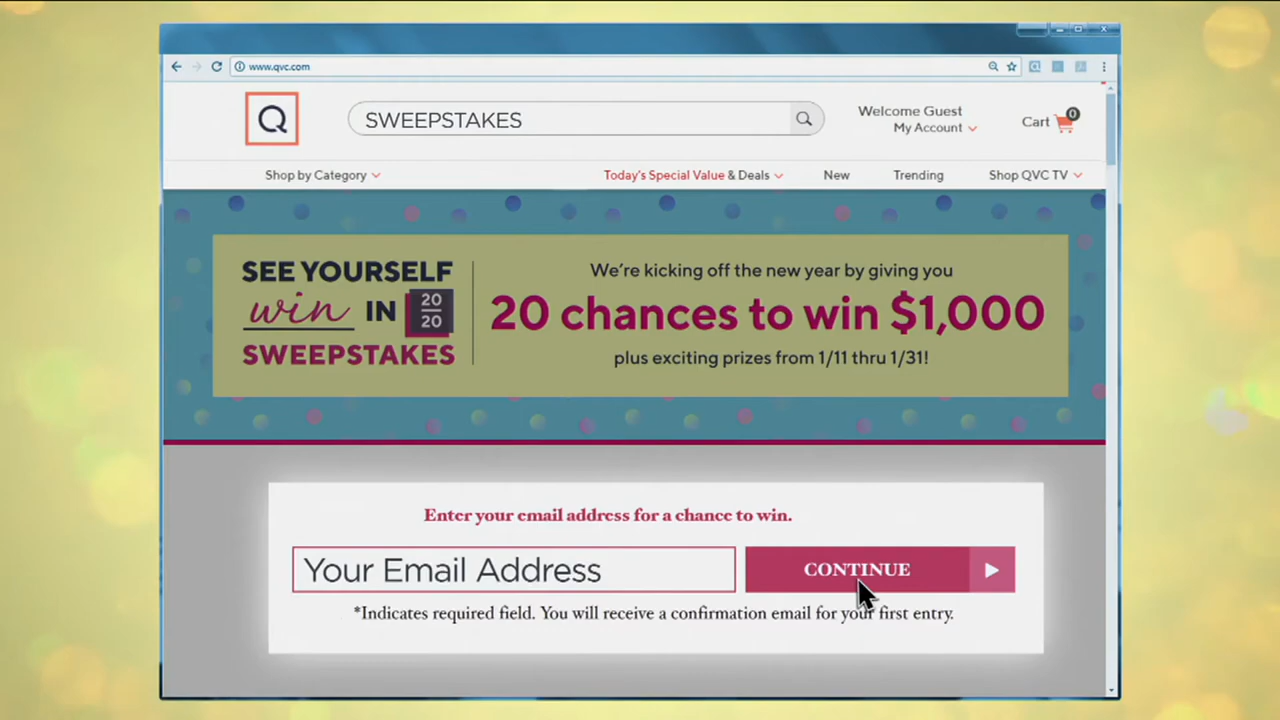 www.qvc.com
Q
SWEEPSTAKES
Welcome Guest
My Account
Cart
0
Shop by Category
Today's Special Value & Deals
New
Trending
Shop QVC TV
SEE YOURSELF
win IN 20 20
SWEEPSTAKES
We're kicking off the new year by giving you
20 chances to win $1,000
plus exciting prizes from 1/11 thru 1/31!
Enter your email address for a chance to win.
Your Email Address
CONTINUE
*Indicates required field. You will receive a confirmation email for your first entry.